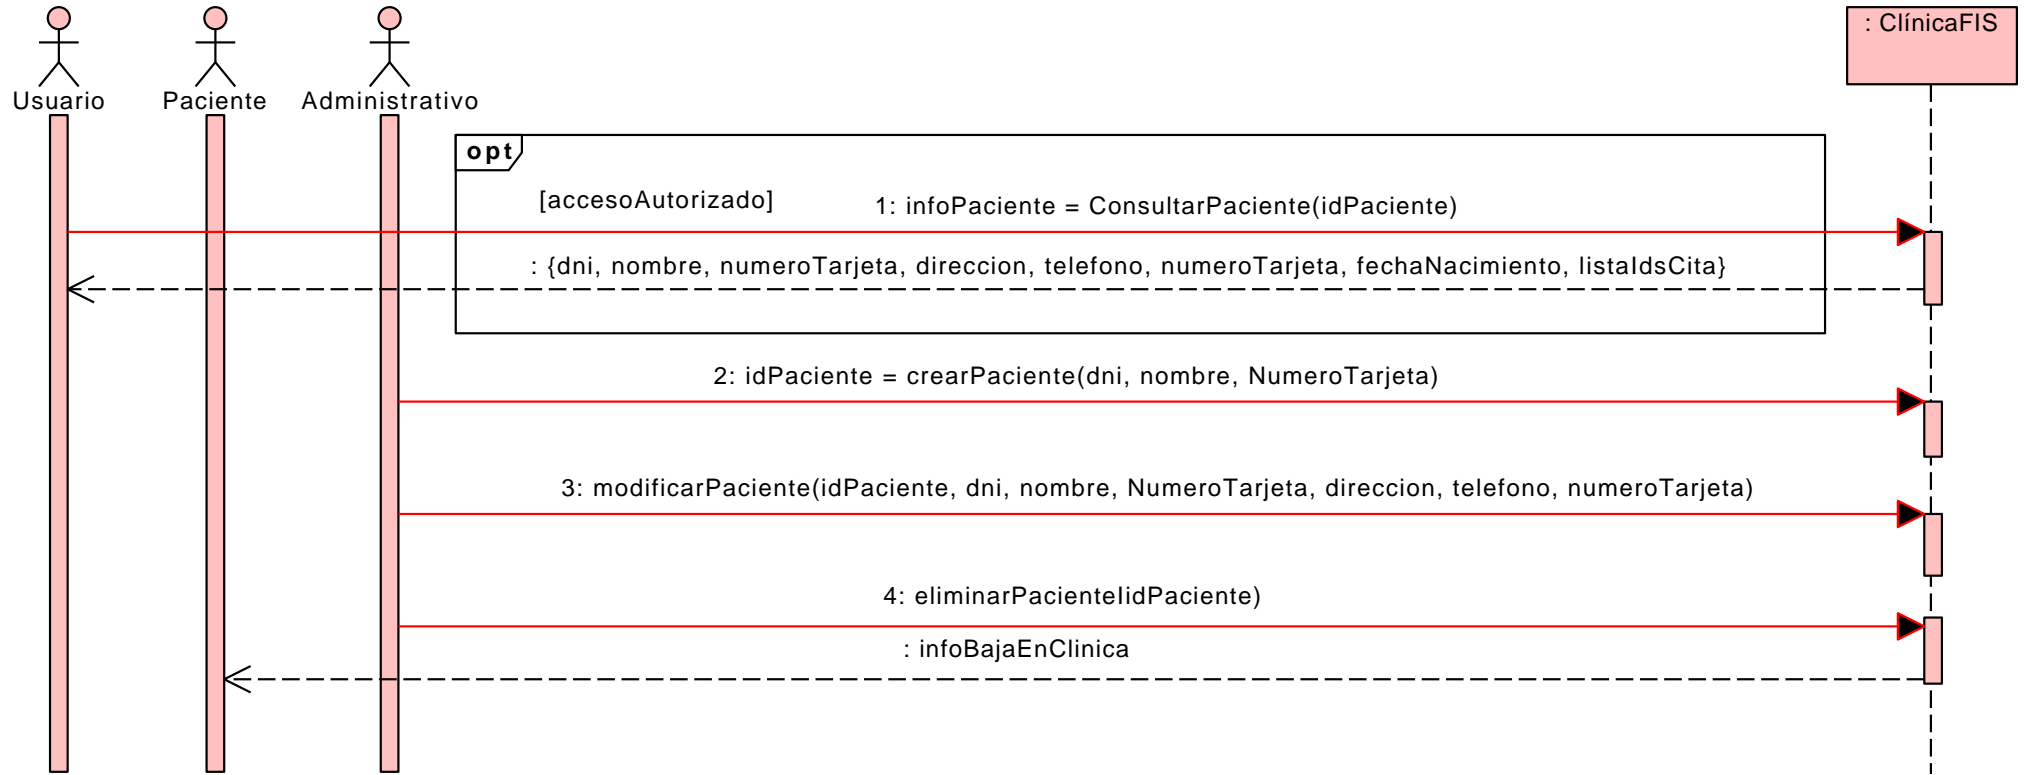 Usuario
Paciente
Administrativo
: ClínicaFIS
opt
[accesoAutorizado]
1: infoPaciente = ConsultarPaciente(idPaciente)
: {dni, nombre, numeroTarjeta, direccion, telefono, numeroTarjeta, fechaNacimiento, listaIdsCita}
2: idPaciente = crearPaciente(dni, nombre, NumeroTarjeta)
3: modificarPaciente(idPaciente, dni, nombre, NumeroTarjeta, direccion, telefono, numeroTarjeta)
4: eliminarPacienteIidPaciente)
: infoBajaEnClinica